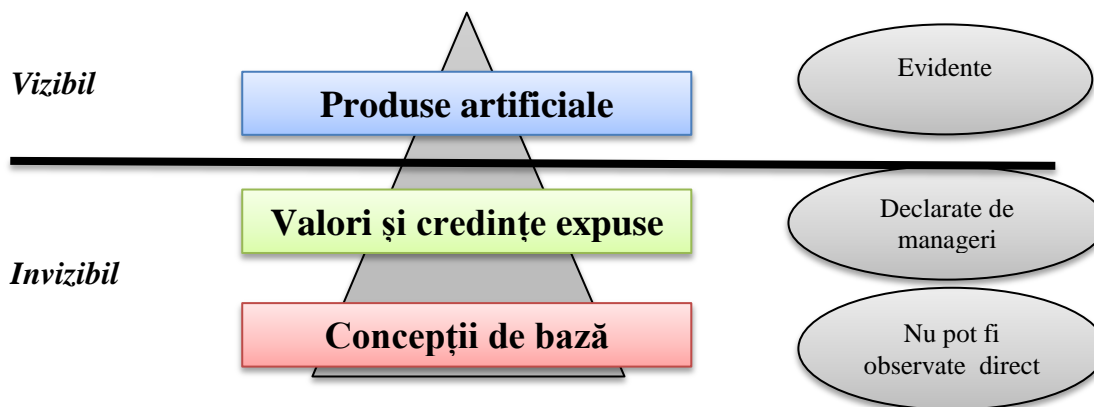 Vizibil
Produse artificiale
Evidente
Valori și credințe expuse
Declarate de
manageri
Invizibil
Concepții de bază
Nu pot fi
observate direct